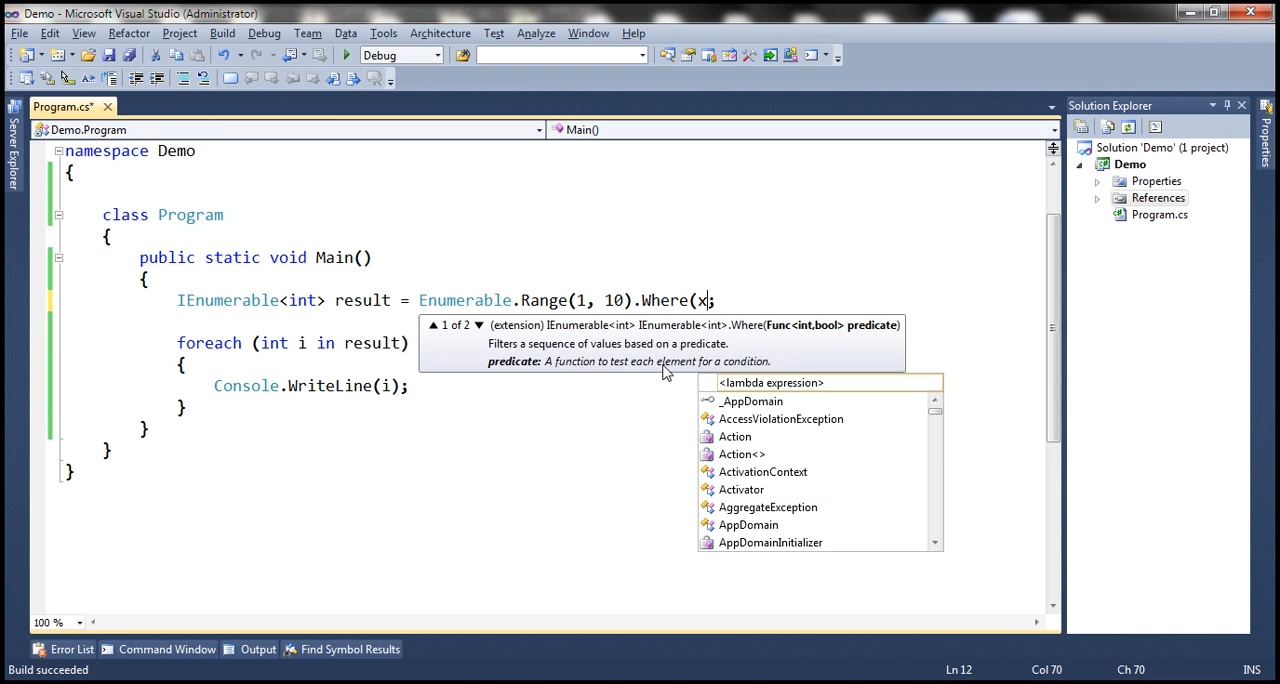 Demo - Microsoft Visual Studio (Administrator)
File Edit View Refactor Project Build Debug Team Data Tools Architecture Test Analyze Window Help
Debug
Program.cs*
Demo.Program Main()
namespace Demo
{
class Program
{
public static void Main()
{
IEnumerable<int> result = Enumerable.Range(1, 10).Where(x;
1 of 2 (extension) IEnumerable<int> IEnumerable<int>.Where(Func<int,bool> predicate)
Filters a sequence of values based on a predicate.
predicate: A function to test each element for a condition.
foreach (int i in result)
{
Console.WriteLine(i);
}
}
}
}
<lambda expression>
_AppDomain
AccessViolationException
Action
Action<>
ActivationContext
Activator
AggregateException
AppDomain
AppDomainInitializer
100 %
Server Explorer
Solution Explorer
Solution 'Demo' (1 project)
Demo
Properties
References
Program.cs
Properties
Error List Command Window Output Find Symbol Results
Build succeeded Ln 12 Col 70 Ch 70 INS